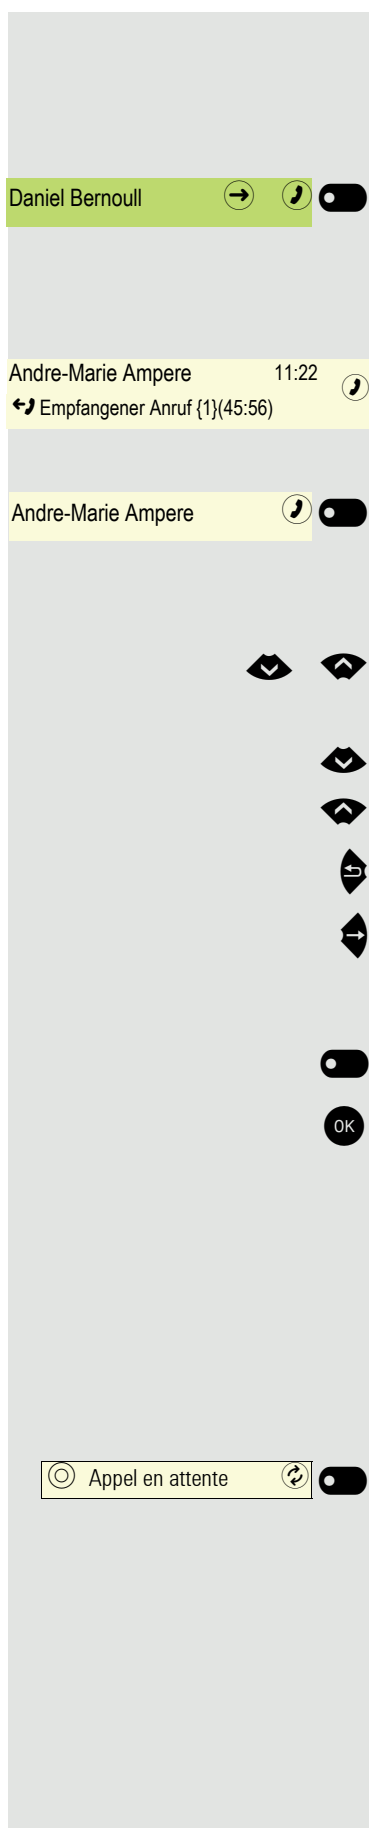 Daniel Bernoull
Andre-Marie Ampere 11:22
Empfangener Anruf {1}(45:56)
Andre-Marie Ampere
OK
Appel en attente